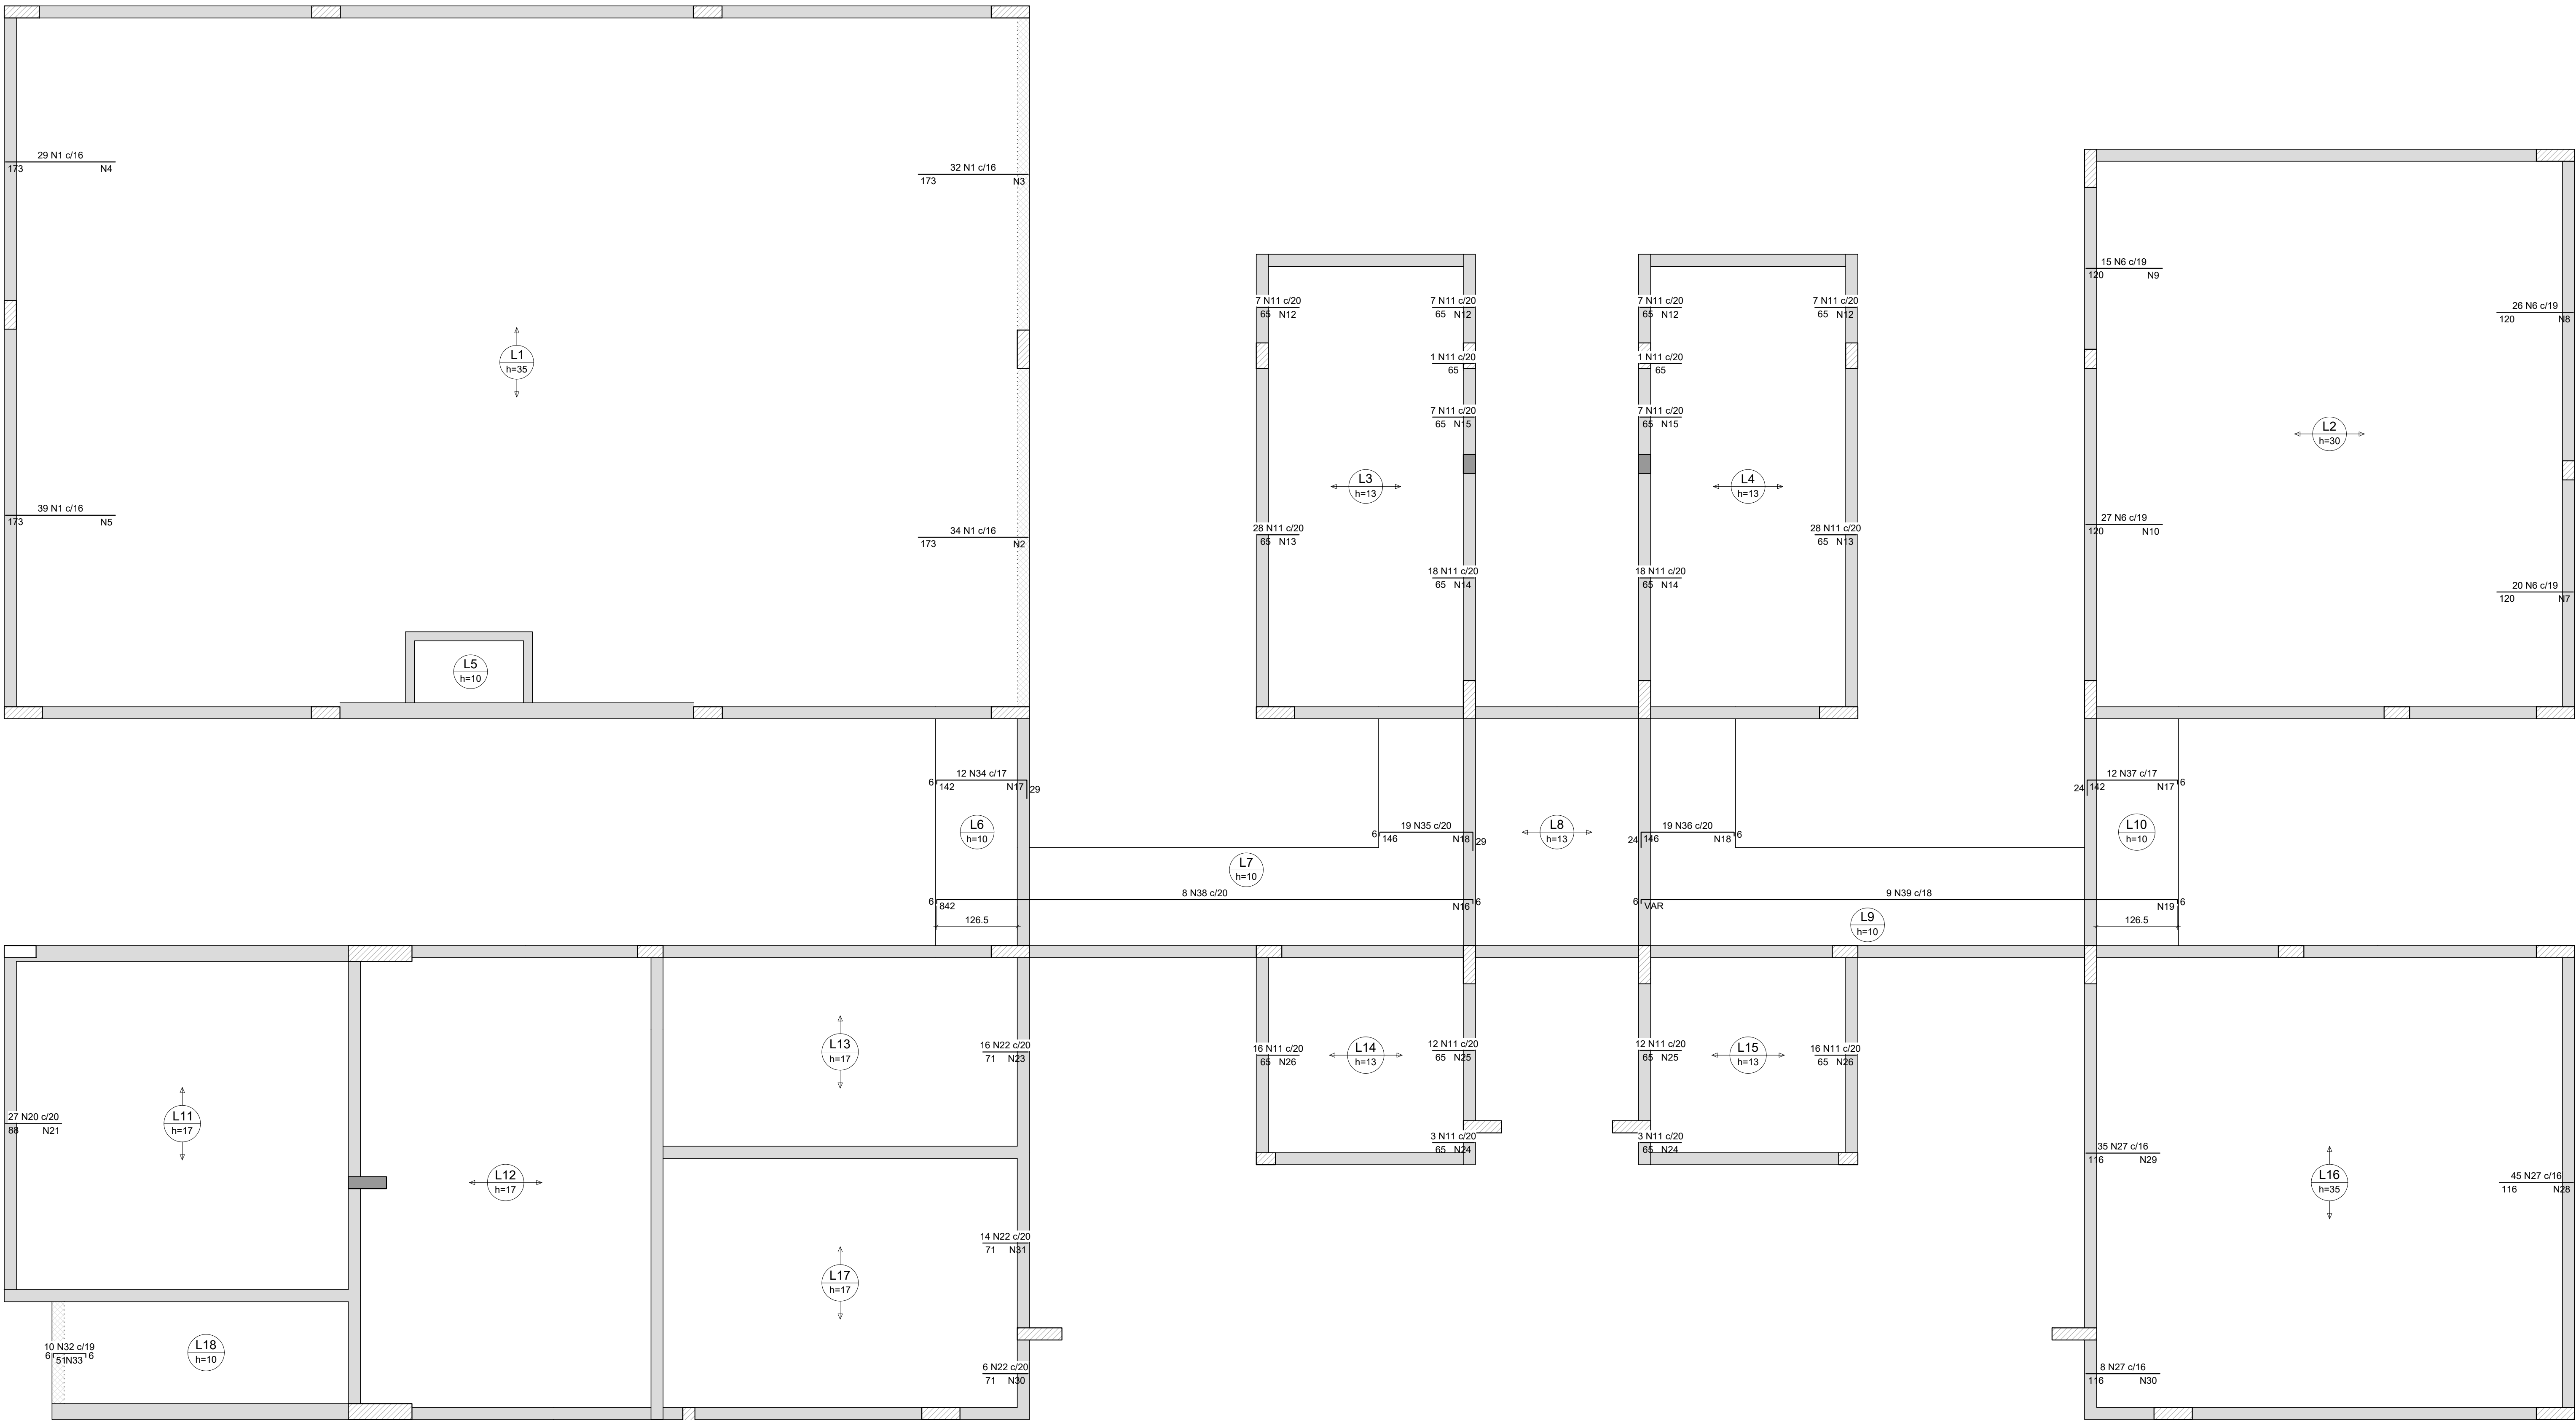 29 N1 c/16
173 N4
32 N1 c/16
173 N3
L1
h=35
39 N1 c/16
173 N5
34 N1 c/16
173 N2
L5
h=10
7 N11 c/20
65 N12
7 N11 c/20
65 N12
1 N11 c/20
65
7 N11 c/20
65 N15
L3
h=13
28 N11 c/20
65 N13
18 N11 c/20
65 N14
7 N11 c/20
65 N12
7 N11 c/20
65 N12
1 N11 c/20
65
7 N11 c/20
65 N15
L4
h=13
28 N11 c/20
65 N13
18 N11 c/20
65 N14
15 N6 c/19
120 N9
26 N6 c/19
120 N8
L2
h=30
27 N6 c/19
120 N10
20 N6 c/19
120 N7
12 N34 c/17
6 142 N17 29
L6
h=10
19 N35 c/20
6 146 N18 29
L7
h=10
8 N38 c/20
6 842 N16 6
126.5
L8
h=13
19 N36 c/20
24 146 N18 6
9 N39 c/18
6 VAR N19 6
L9
h=10
12 N37 c/17
24 142 N17 6
L10
h=10
126.5
27 N20 c/20
88 N21
L11
h=17
L12
h=17
L13
h=17
16 N22 c/20
71 N23
14 N22 c/20
71 N31
L17
h=17
6 N22 c/20
71 N30
10 N32 c/19
6 51 N33 6
L18
h=10
16 N11 c/20
65 N26
L14
h=13
12 N11 c/20
65 N25
3 N11 c/20
65 N24
12 N11 c/20
65 N25
L15
h=13
16 N11 c/20
65 N26
3 N11 c/20
65 N24
35 N27 c/16
116 N29
L16
h=35
45 N27 c/16
116 N28
8 N27 c/16
116 N30